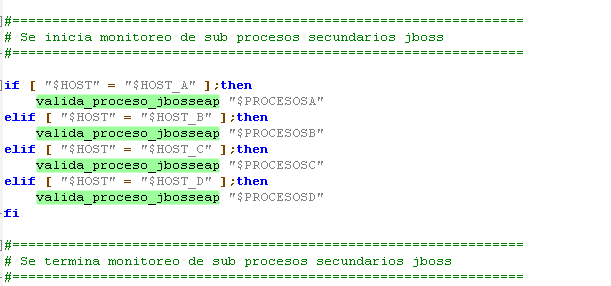 #================================================================
# Se inicia monitoreo de sub procesos secundarios jboss
#================================================================
if [ "$HOST" = "$HOST_A" ];then
    valida_proceso_jbosseap "$PROCESOSA"
elif [ "$HOST" = "$HOST_B" ];then
    valida_proceso_jbosseap "$PROCESOSB"
elif [ "$HOST" = "$HOST_C" ];then
    valida_proceso_jbosseap "$PROCESOSC"
elif [ "$HOST" = "$HOST_D" ];then
    valida_proceso_jbosseap "$PROCESOSD"
fi
#================================================================
# Se termina monitoreo de sub procesos secundarios jboss
#================================================================